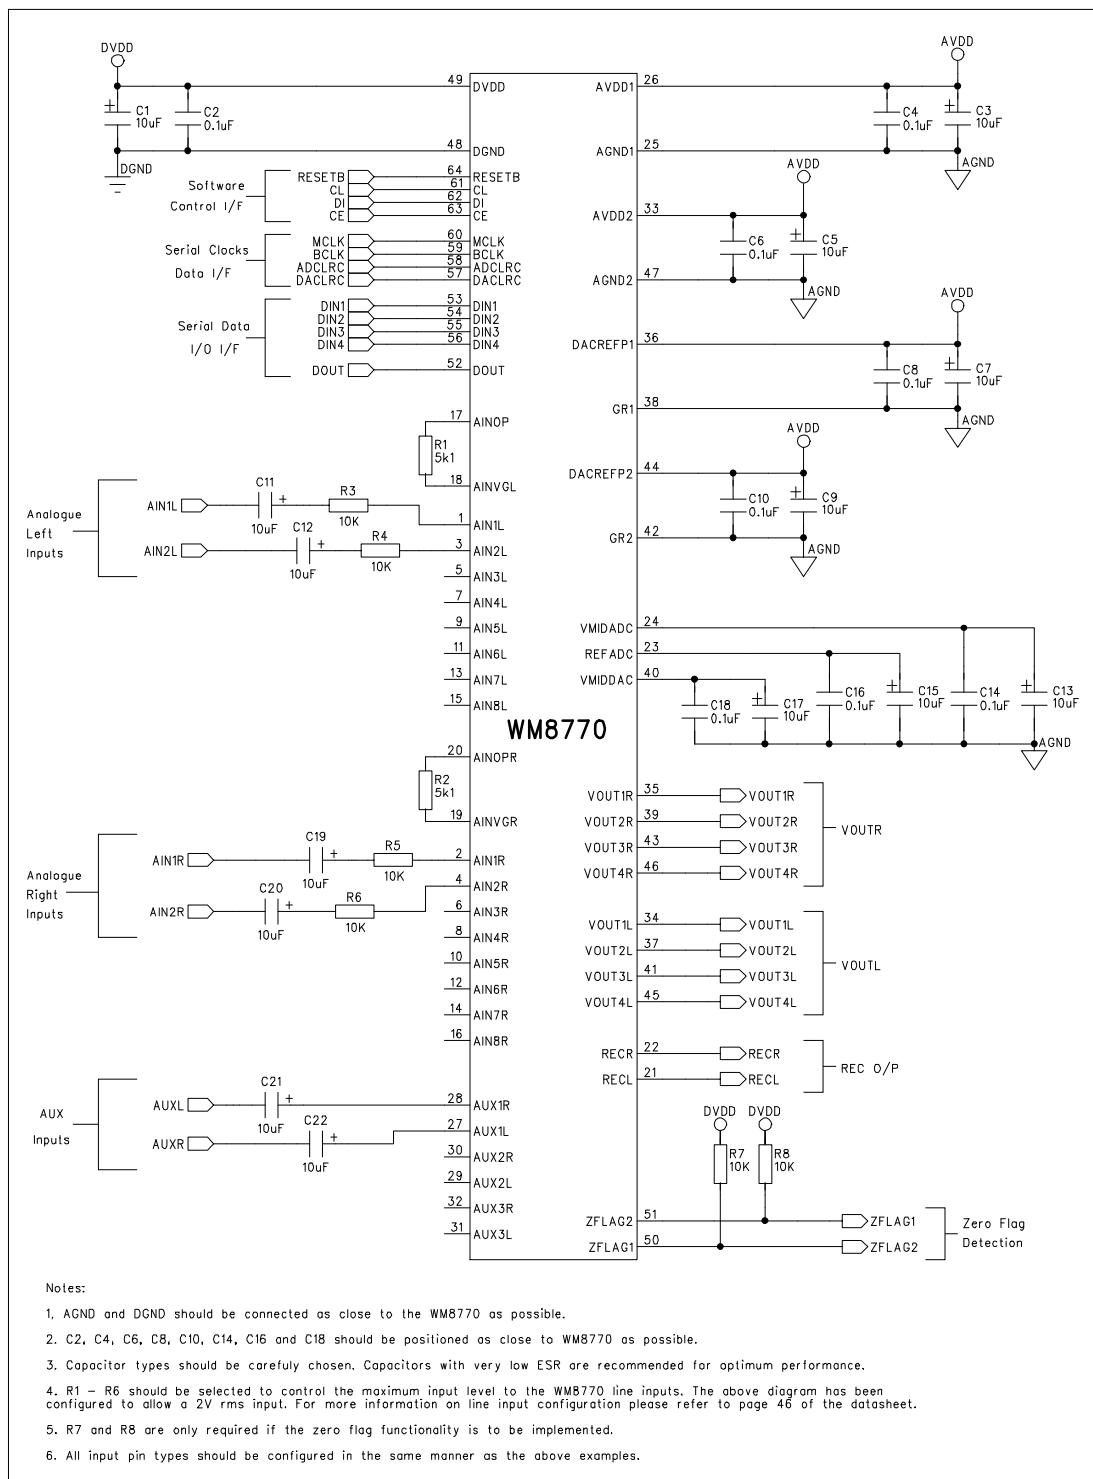 DVDD
AVDD
49 DVDD
AVDD1 26
C1
10uF
C2
0.1uF
C4
0.1uF
C3
10uF
48 DGND
AGND1 25
DGND
AGND
Software
Control I/F
RESETB 64 RESETB
CL 61 CL
DI 62 DI
CE 63 CE
AVDD
AVDD2 33
C6
0.1uF
C5
10uF
Serial Clocks
Data I/F
MCLK 60 MCLK
BCLK 59 BCLK
ADCLRC 58 ADCLRC
DACLRC 57 DACLRC
AGND2 47
AGND
Serial Data
I/O I/F
DIN1 53 DIN1
DIN2 54 DIN2
DIN3 55 DIN3
DIN4 56 DIN4
DOUT 52 DOUT
AVDD
DACREFP1 36
C8
0.1uF
C7
10uF
GR1 38
AGND
17 AINOP
R1
5k1
18 AINVGL
AVDD
DACREFP2 44
C10
0.1uF
C9
10uF
GR2 42
AGND
Analogue
Left
Inputs
AIN1L
C11
10uF
R3
10K
1 AIN1L
AIN2L
C12
10uF
R4
10K
3 AIN2L
5 AIN3L
7 AIN4L
9 AIN5L
11 AIN6L
13 AIN7L
15 AIN8L
VMIDADC 24
REFADC 23
VMIDDAC 40
C18
0.1uF
C17
10uF
C16
0.1uF
C15
10uF
C14
0.1uF
C13
10uF
AGND
WM8770
20 AINOPR
R2
5k1
19 AINVGR
VOUT1R 35 VOUT1R
VOUT2R 39 VOUT2R
VOUT3R 43 VOUT3R
VOUT4R 46 VOUT4R
VOUTR
Analogue
Right
Inputs
AIN1R
C19
10uF
R5
10K
2 AIN1R
AIN2R
C20
10uF
R6
10K
4 AIN2R
6 AIN3R
8 AIN4R
10 AIN5R
12 AIN6R
14 AIN7R
16 AIN8R
VOUT1L 34 VOUT1L
VOUT2L 37 VOUT2L
VOUT3L 41 VOUT3L
VOUT4L 45 VOUT4L
VOUTL
RECR 22 RECR
RECL 21 RECL
REC O/P
AUX
Inputs
AUXL
C21
10uF
28 AUX1R
AUXR
C22
10uF
27 AUX1L
30 AUX2R
29 AUX2L
32 AUX3R
31 AUX3L
DVDD DVDD
R7
10K
R8
10K
ZFLAG2 51 ZFLAG1
ZFLAG1 50 ZFLAG2
Zero Flag
Detection
Notes:
1. AGND and DGND should be connected as close to the WM8770 as possible.
2. C2, C4, C6, C8, C10, C14, C16 and C18 should be positioned as close to WM8770 as possible.
3. Capacitor types should be carefuly chosen. Capacitors with very low ESR are recommended for optimum performance.
4. R1 - R6 should be selected to control the maximum input level to the WM8770 line inputs. The above diagram has been
configured to allow a 2V rms input. For more information on line input configuration please refer to page 46 of the datasheet.
5. R7 and R8 are only required if the zero flag functionality is to be implemented.
6. All input pin types should be configured in the same manner as the above examples.